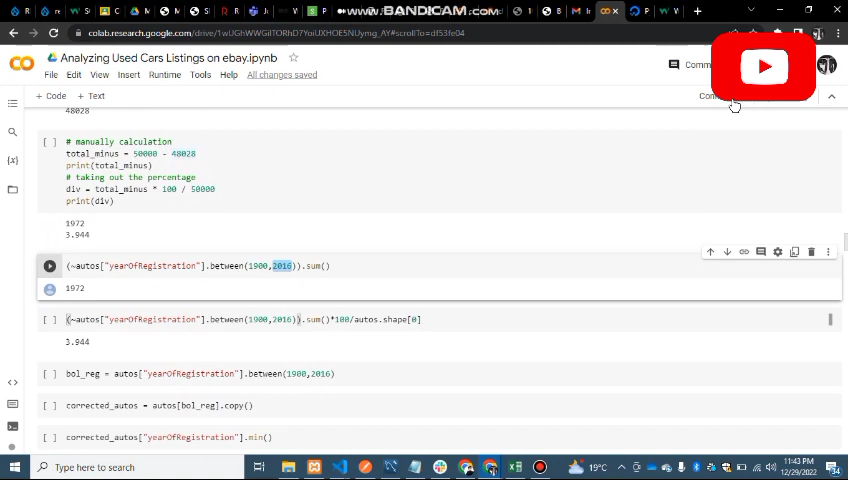 www.BANDICAM.com
colab.research.google.com/drive/1wUGhWWGilTORhD7YoiUXHOE5NUymg_AY#scrollTo=df53fe04
Analyzing Used Cars Listings on ebay.ipynb
File Edit View Insert Runtime Tools Help All changes saved
+ Code + Text
48028
[ ] # manually calculation
total_minus = 50000 - 48028
print(total_minus)
# taking out the percentage
div = total_minus * 100 / 50000
print(div)
1972
3.944
(~autos["yearOfRegistration"].between(1900,2016)).sum()
1972
[ ] (~autos["yearOfRegistration"].between(1900,2016)).sum()*100/autos.shape[0]
3.944
[ ] bol_reg = autos["yearOfRegistration"].between(1900,2016)
[ ] corrected_autos = autos[bol_reg].copy()
[ ] corrected_autos["yearOfRegistration"].min()
Type here to search
19°C
11:43 PM
12/29/2022
34